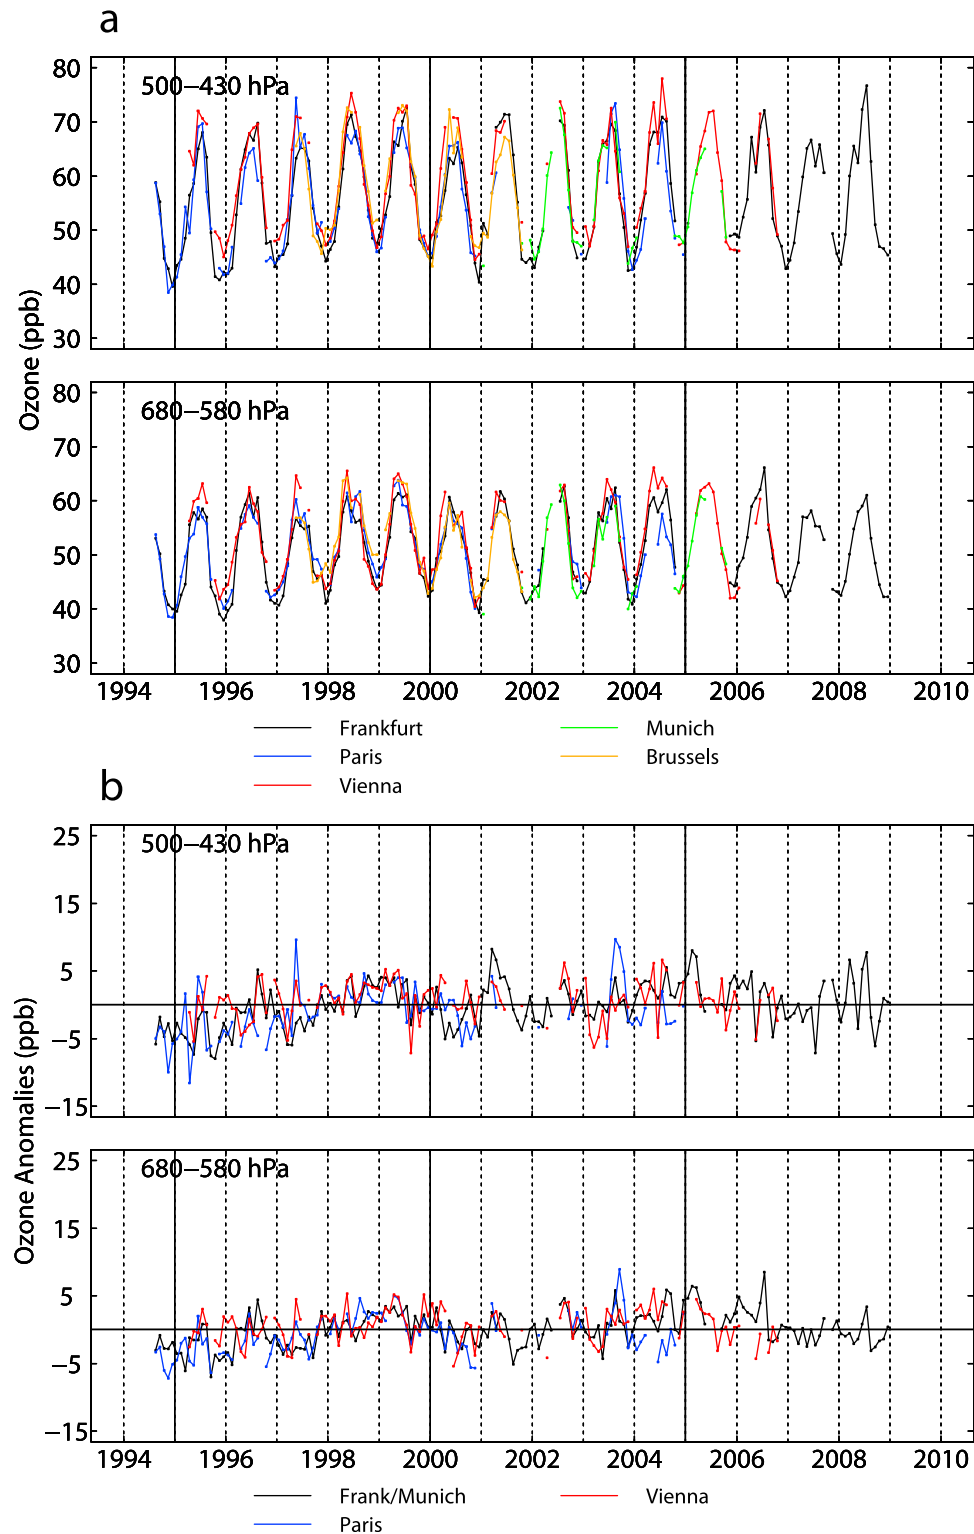 a
500–430 hPa
80
70
60
50
40
30
Ozone (ppb)
680–580 hPa
80
70
60
50
40
30
1994 1996 1998 2000 2002 2004 2006 2008 2010
Frankfurt Munich
Paris Brussels
Vienna
b
500–430 hPa
25
15
5
−5
−15
Ozone Anomalies (ppb)
680–580 hPa
25
15
5
−5
−15
1994 1996 1998 2000 2002 2004 2006 2008 2010
Frank/Munich Vienna
Paris